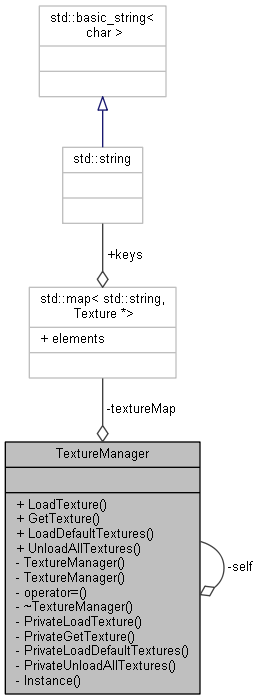 std::basic_string<
char >
std::string
+keys
std::map< std::string,
Texture *>
+ elements
-textureMap
TextureManager
+ LoadTexture()
+ GetTexture()
+ LoadDefaultTextures()
+ UnloadAllTextures()
- TextureManager()
- TextureManager()
- operator=()
- ~TextureManager()
- PrivateLoadTexture()
- PrivateGetTexture()
- PrivateLoadDefaultTextures()
- PrivateUnloadAllTextures()
- Instance()
-self